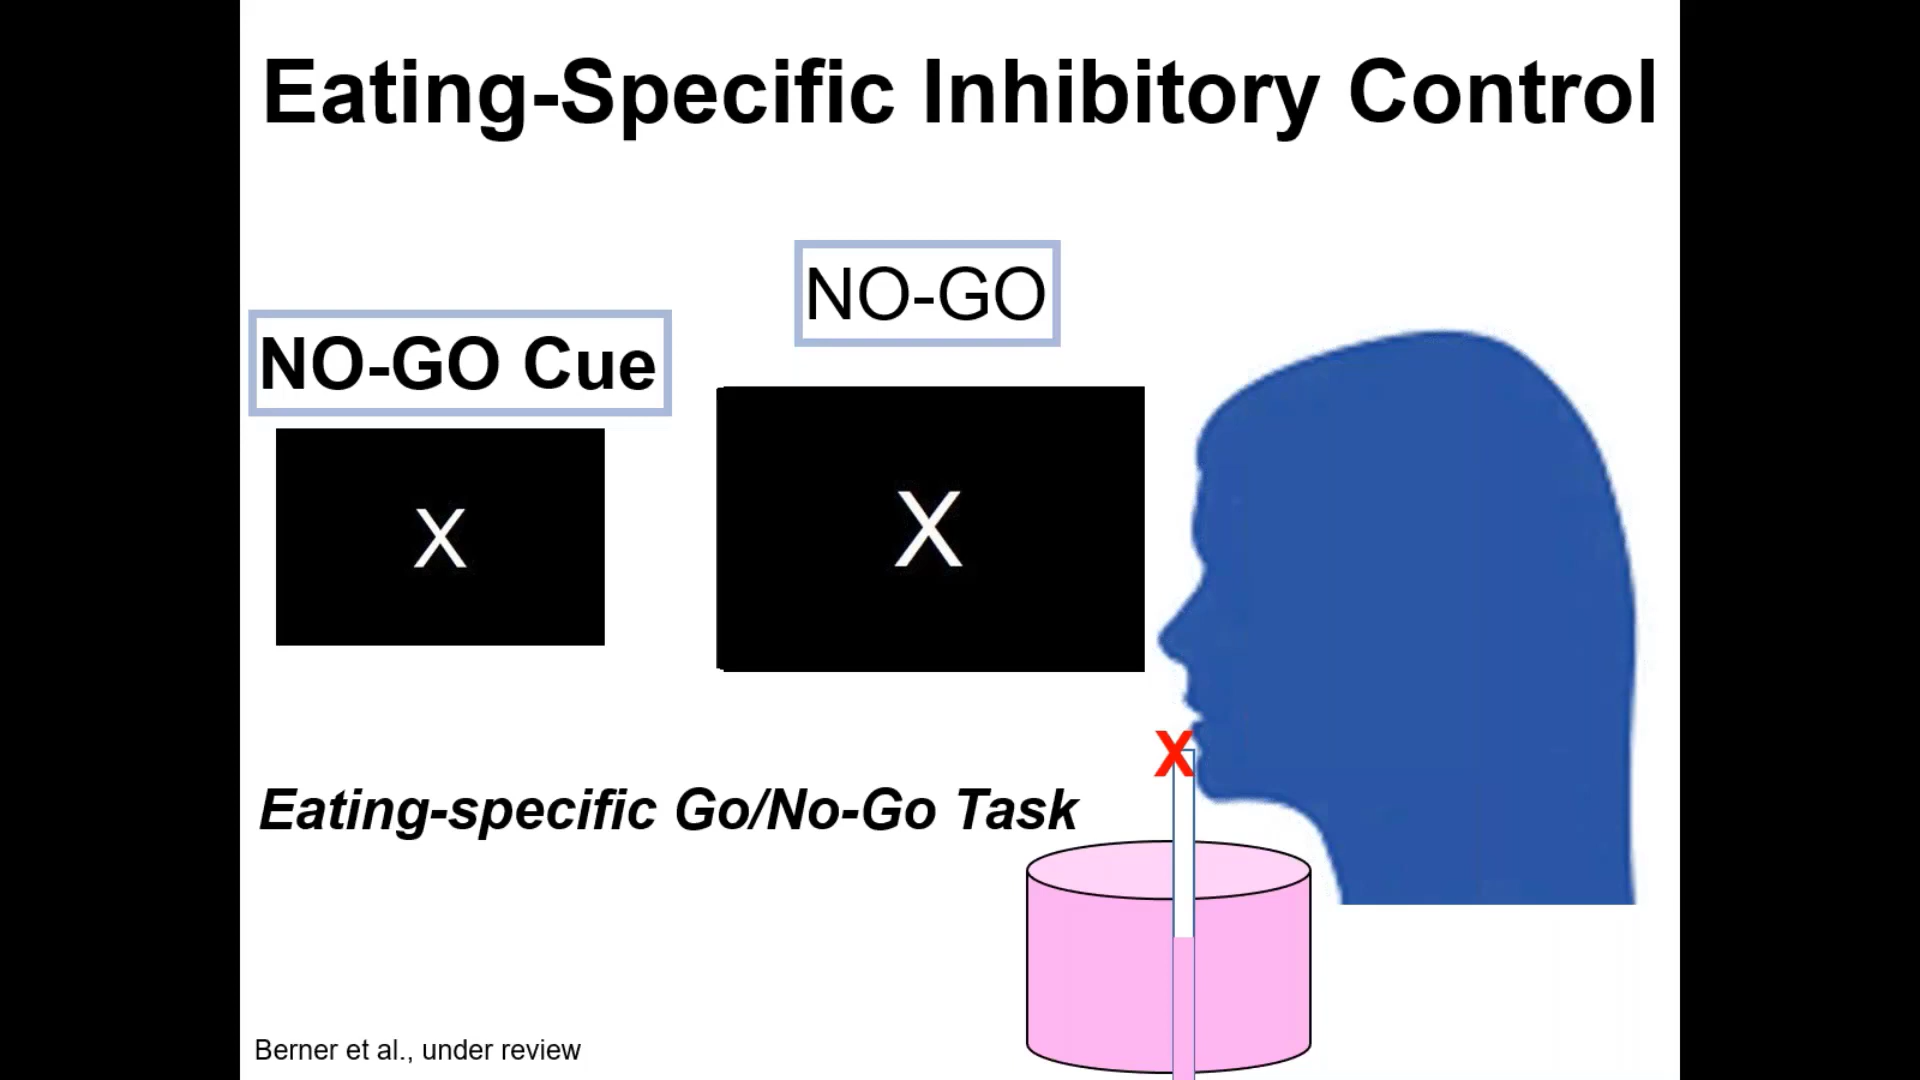 Eating-Specific Inhibitory Control
NO-GO
NO-GO Cue
X
X
X
Eating-specific Go/No-Go Task
Berner et al., under review